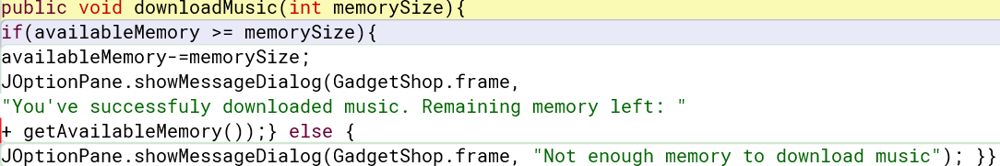 public void downloadMusic(int memorySize){
if(availableMemory >= memorySize){
availableMemory-=memorySize;
JOptionPane.showMessageDialog(GadgetShop.frame,
"You've successfuly downloaded music. Remaining memory left: "
+ getAvailableMemory());} else {
JOptionPane.showMessageDialog(GadgetShop.frame, "Not enough memory to download music"); }}